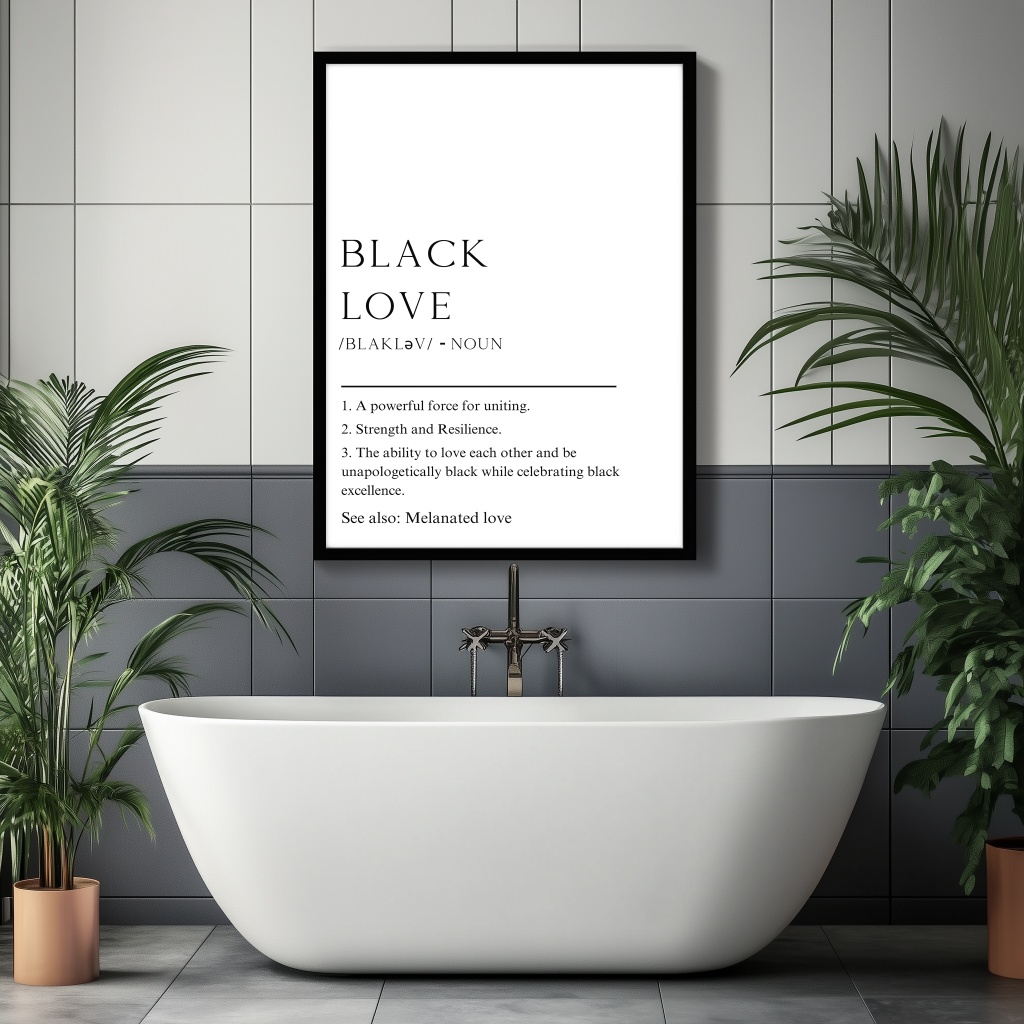 BLACK
LOVE
/BLAKLəV/ - NOUN
1. A powerful force for uniting.
2. Strength and Resilience.
3. The ability to love each other and be
unapologetically black while celebrating black
excellence.
See also: Melanated love